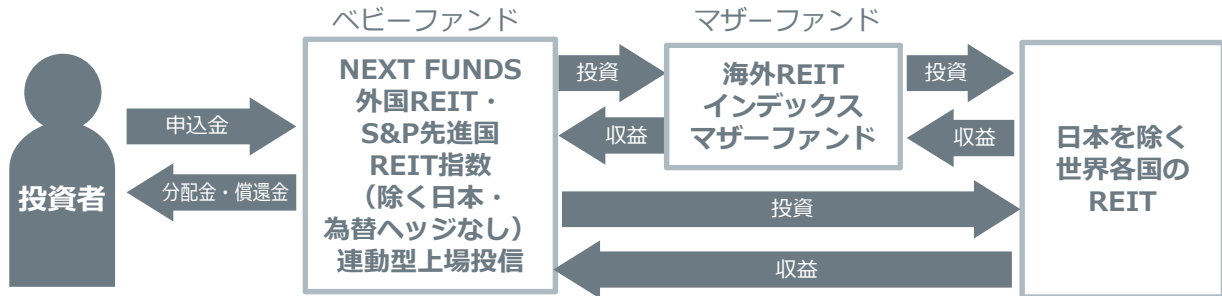 ベビーファンド
マザーファンド
投資者
申込金
分配金・償還金
NEXT FUNDS
外国REIT・
S&P先進国
REIT指数
（除く日本・
為替ヘッジなし）
連動型上場投信
投資
収益
海外REIT
インデックス
マザーファンド
投資
収益
投資
収益
日本を除く
世界各国の
REIT